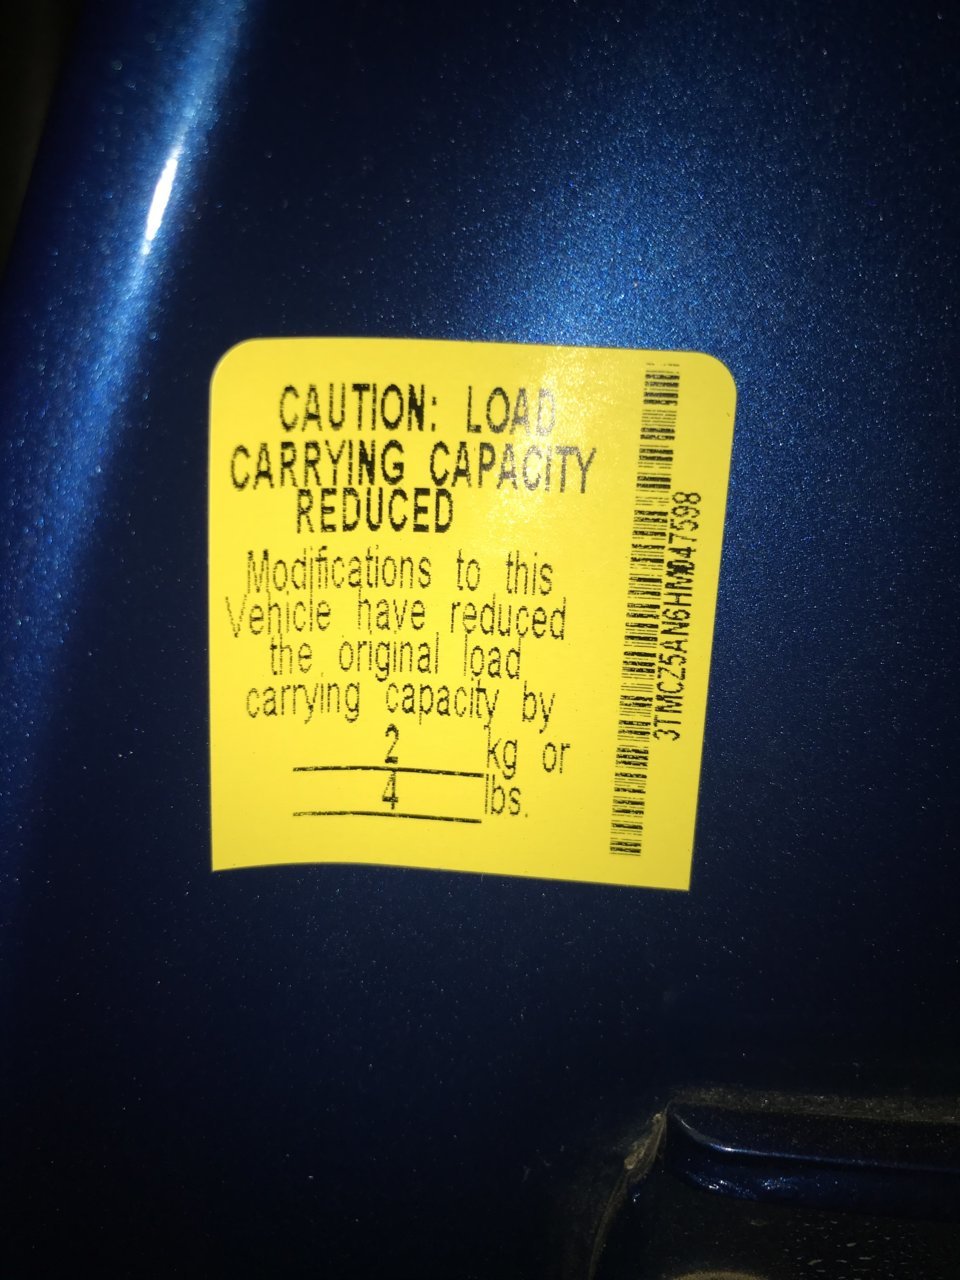 CAUTION: LOAD
CARRYING CAPACITY
REDUCED
Modifications to this
Vehicle have reduced
the original load
carrying capacity by
2 kg or
4 lbs.
3TMCZ5AN6HM047598